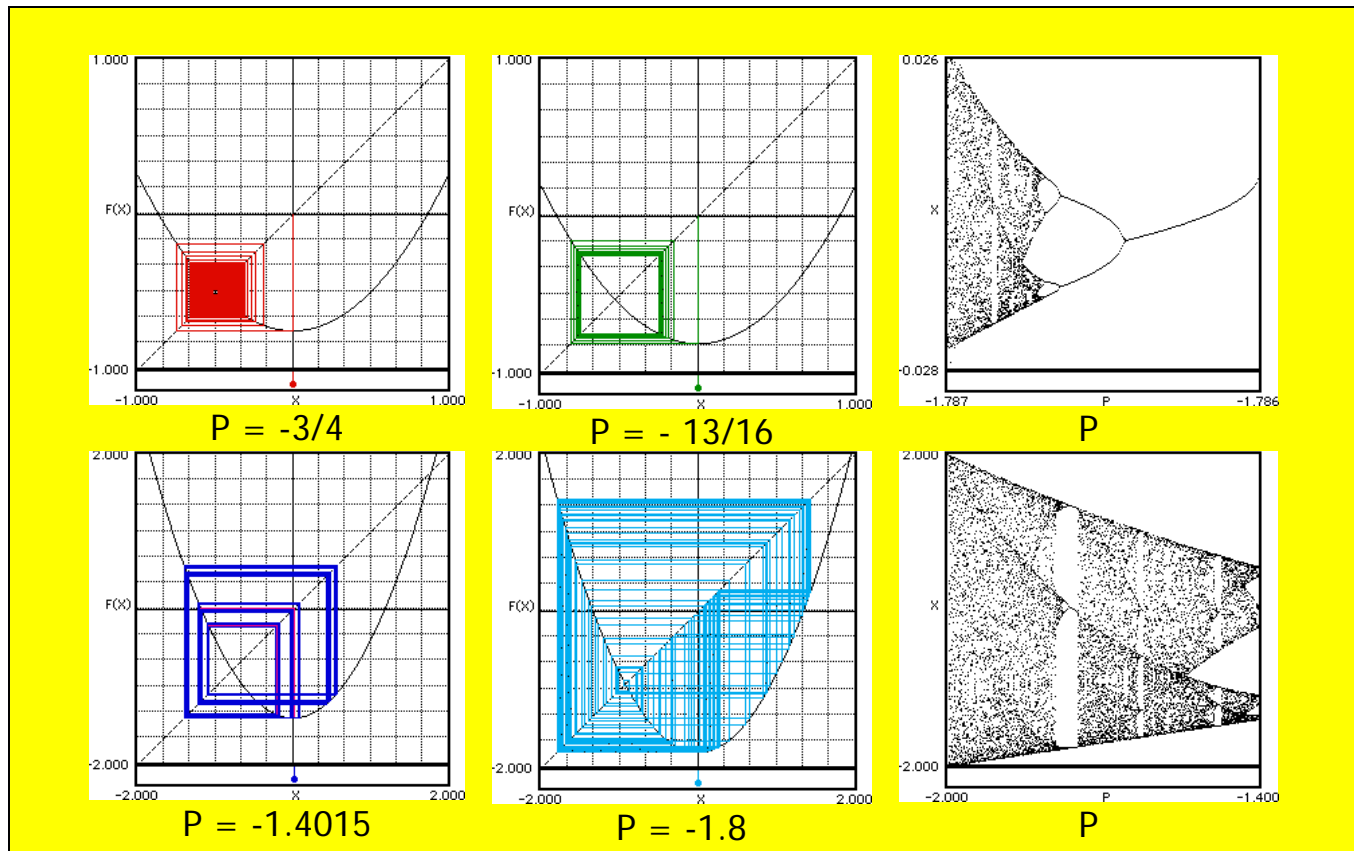 1.000
F(X)
-1.000
-1.000 X 1.000
P = -3/4
1.000
F(X)
-1.000
-1.000 X 1.000
P = - 13/16
0.026
X
-0.028
-1.787 P -1.786
P
2.000
F(X)
-2.000
-2.000 X 2.000
P = -1.4015
2.000
F(X)
-2.000
-2.000 X 2.000
P = -1.8
2.000
X
-2.000
-2.000 P -1.400
P